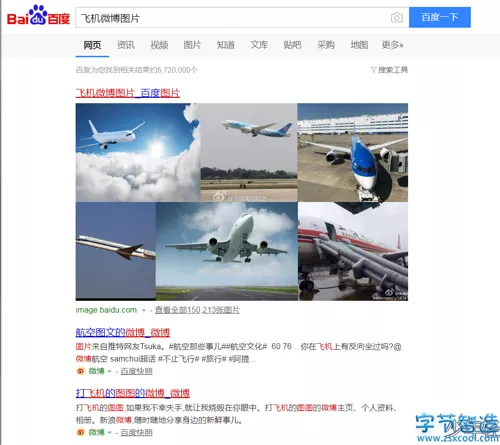 Bai du 百度
飞机微博图片
百度一下
网页 资讯 视频 图片 知道 文库 贴吧 采购 地图 更多»
百度为您找到相关结果约5,720,000个
搜索工具
飞机微博图片_百度图片
image.baidu.com - 查看全部150,213张图片
航空图文的微博_微博
图片来自推特网友Tsuka。#航空那些事儿##航空文化# 60 76 ...你在飞机上有反向坐过吗?@.
微博航空 samchui超话 #不止飞行# #旅行# #阿提...
微博 - 百度快照
打飞机的图图的微博_微博
打飞机的图图,如果我不幸失手,就让我烧毁在你眼中。打飞机的图图的微博主页、个人资料、
相册。新浪微博,随时随地分享身边的新鲜事儿。
微博 - 百度快照
字节智造
www.zsxcool.com